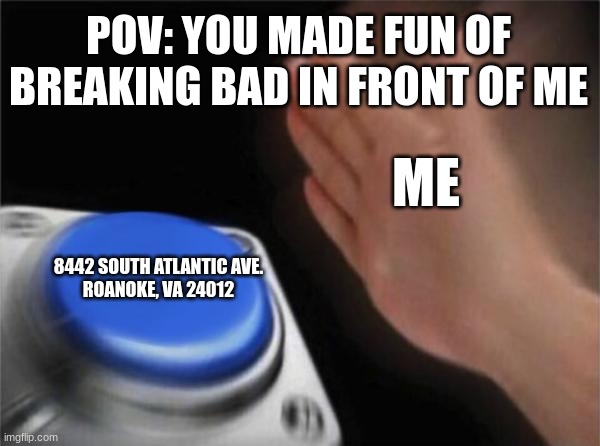 POV: YOU MADE FUN OF
BREAKING BAD IN FRONT OF ME
ME
8442 SOUTH ATLANTIC AVE.
ROANOKE, VA 24012
imgflip.com